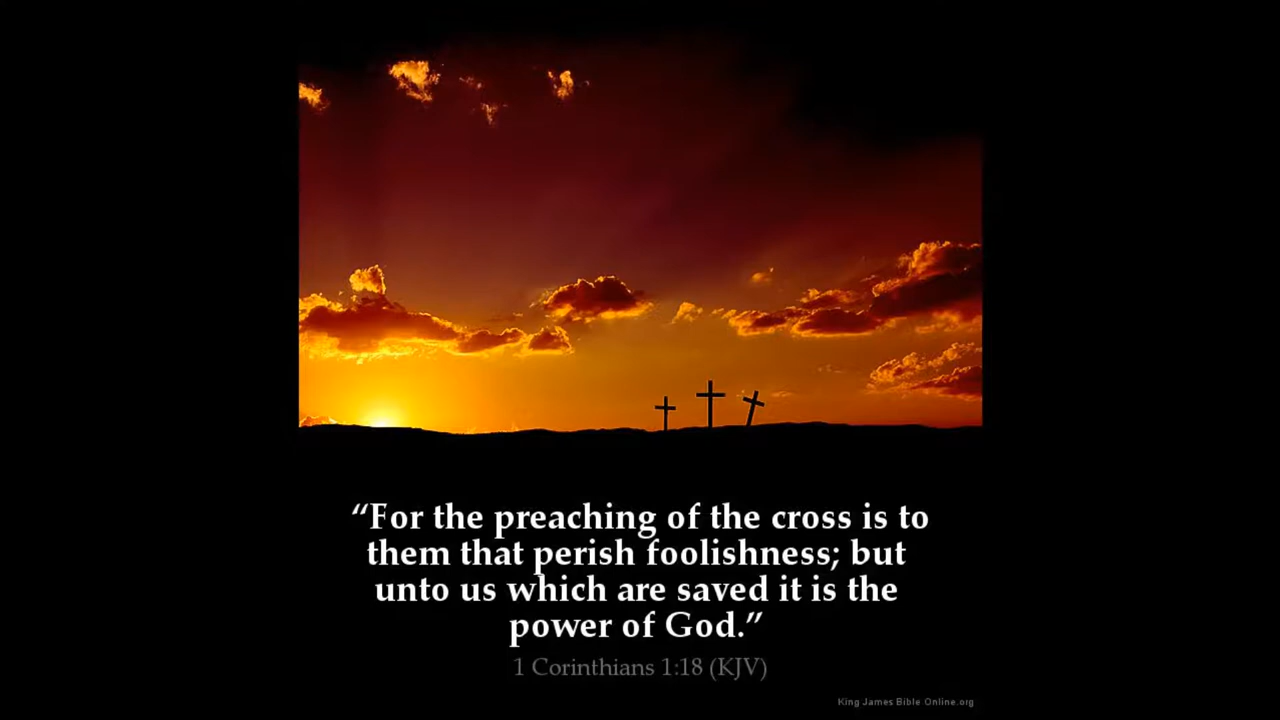 “For the preaching of the cross is to
them that perish foolishness; but
unto us which are saved it is the
power of God.”
1 Corinthians 1:18 (KJV)
King James Bible Online.org